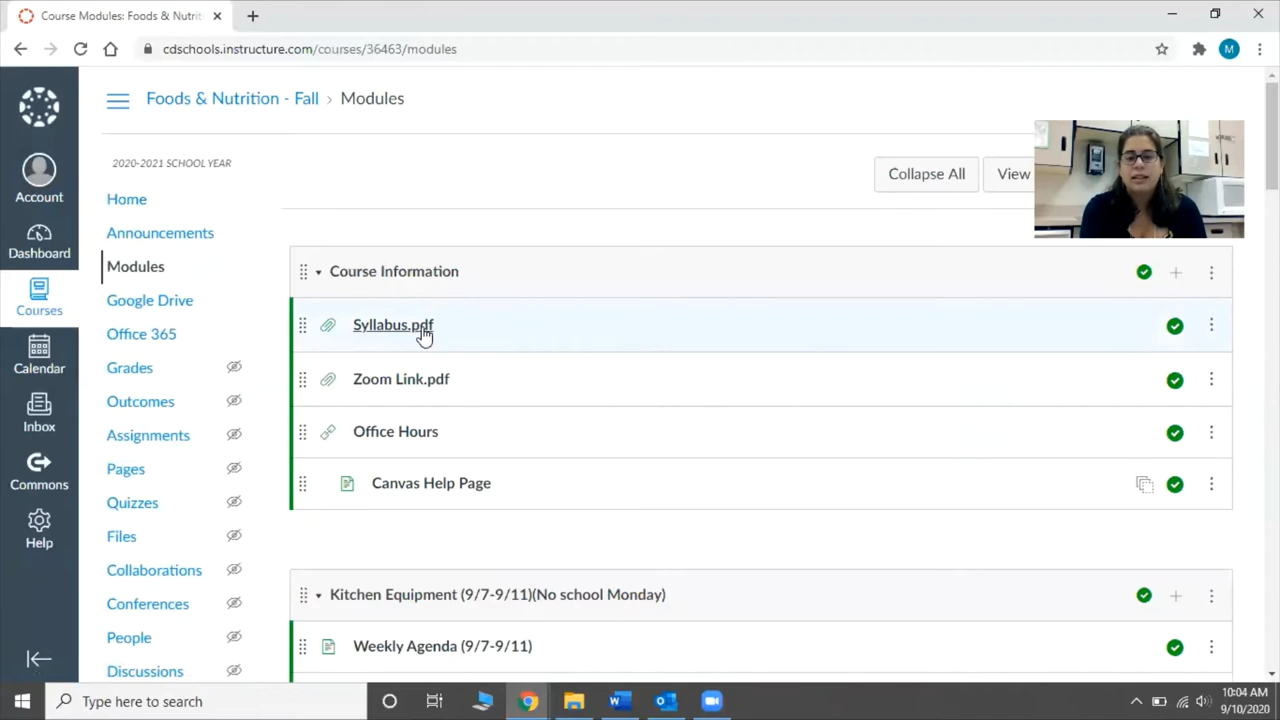 Course Modules: Foods & Nutriti
cdschools.instructure.com/courses/36463/modules
M
Foods & Nutrition - Fall › Modules
2020-2021 SCHOOL YEAR
Collapse All
View
Account
Dashboard
Courses
Calendar
Inbox
Commons
Help
Home
Announcements
Modules
Google Drive
Office 365
Grades
Outcomes
Assignments
Pages
Quizzes
Files
Collaborations
Conferences
People
Discussions
Course Information
Syllabus.pdf
Zoom Link.pdf
Office Hours
Canvas Help Page
Kitchen Equipment (9/7-9/11)(No school Monday)
Weekly Agenda (9/7-9/11)
Type here to search
10:04 AM
9/10/2020